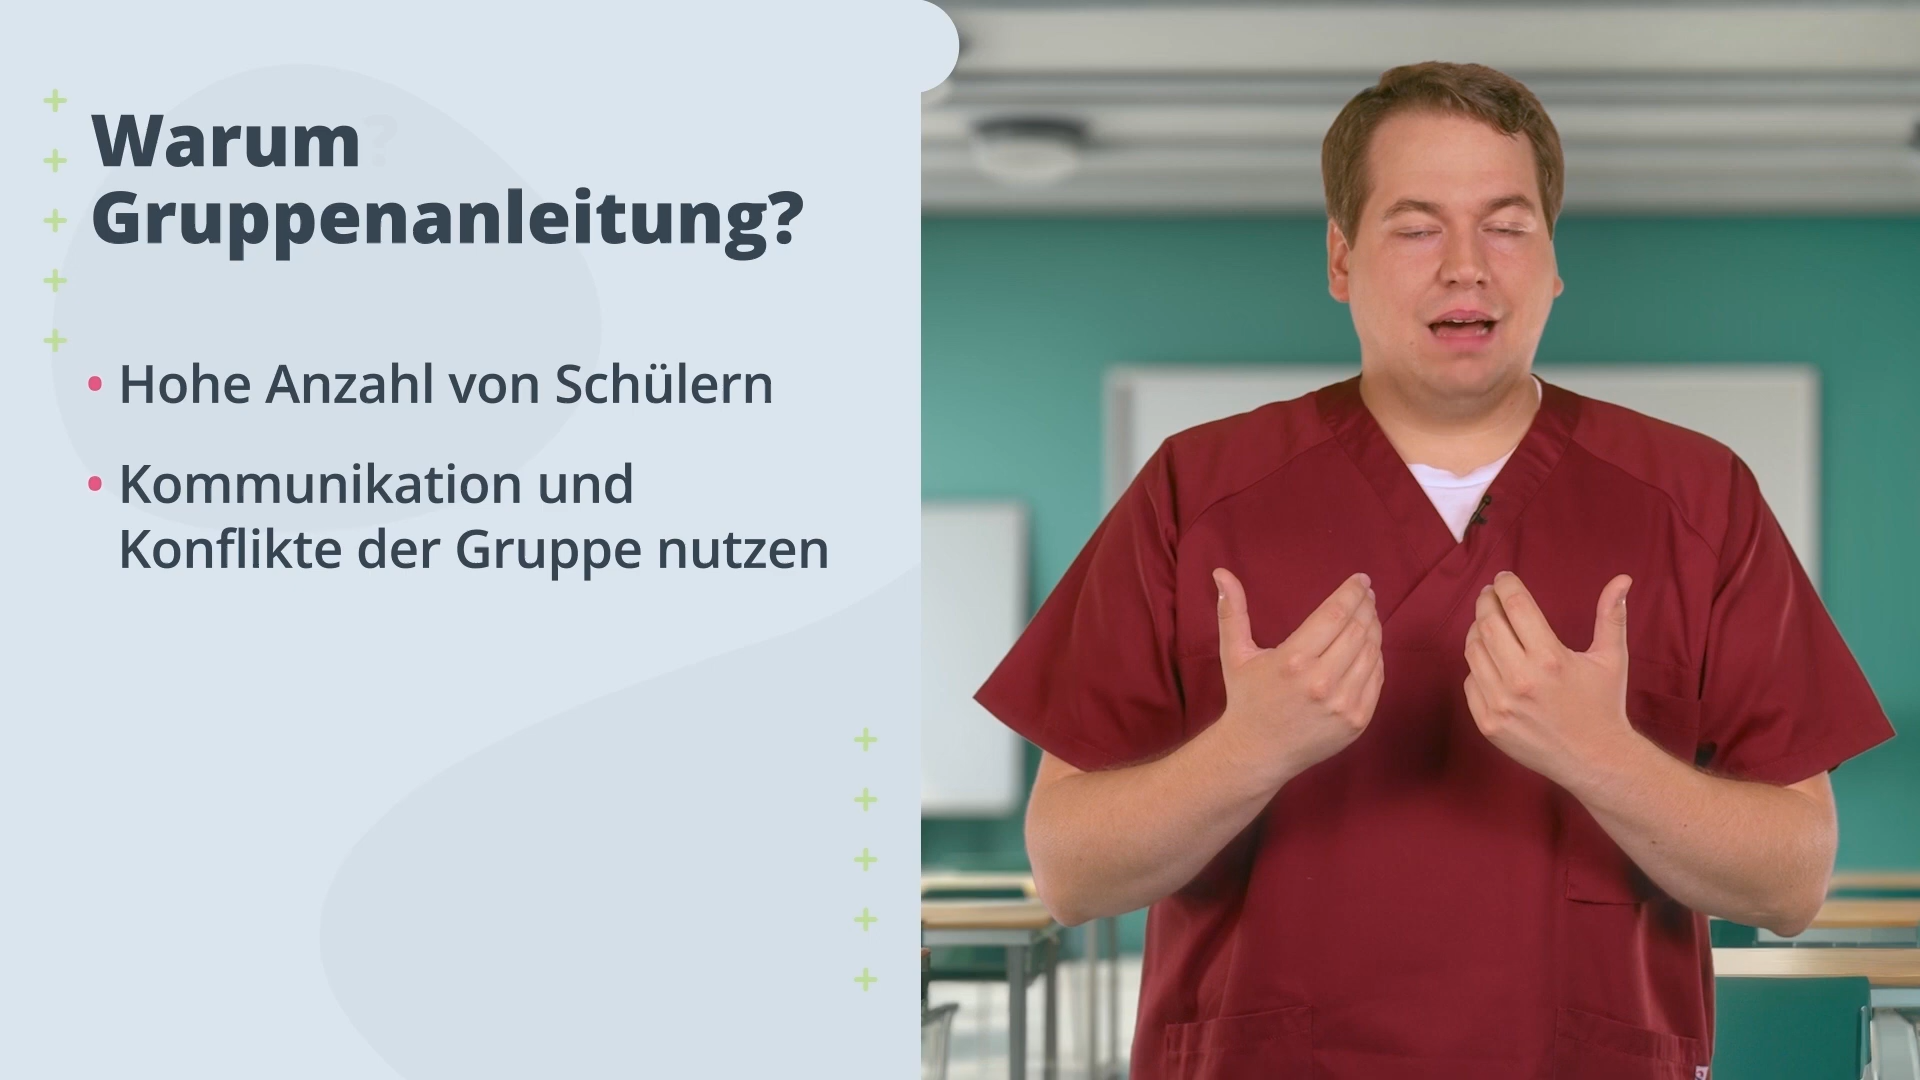 Warum
Gruppenanleitung?
• Hohe Anzahl von Schülern
• Kommunikation und
Konflikte der Gruppe nutzen